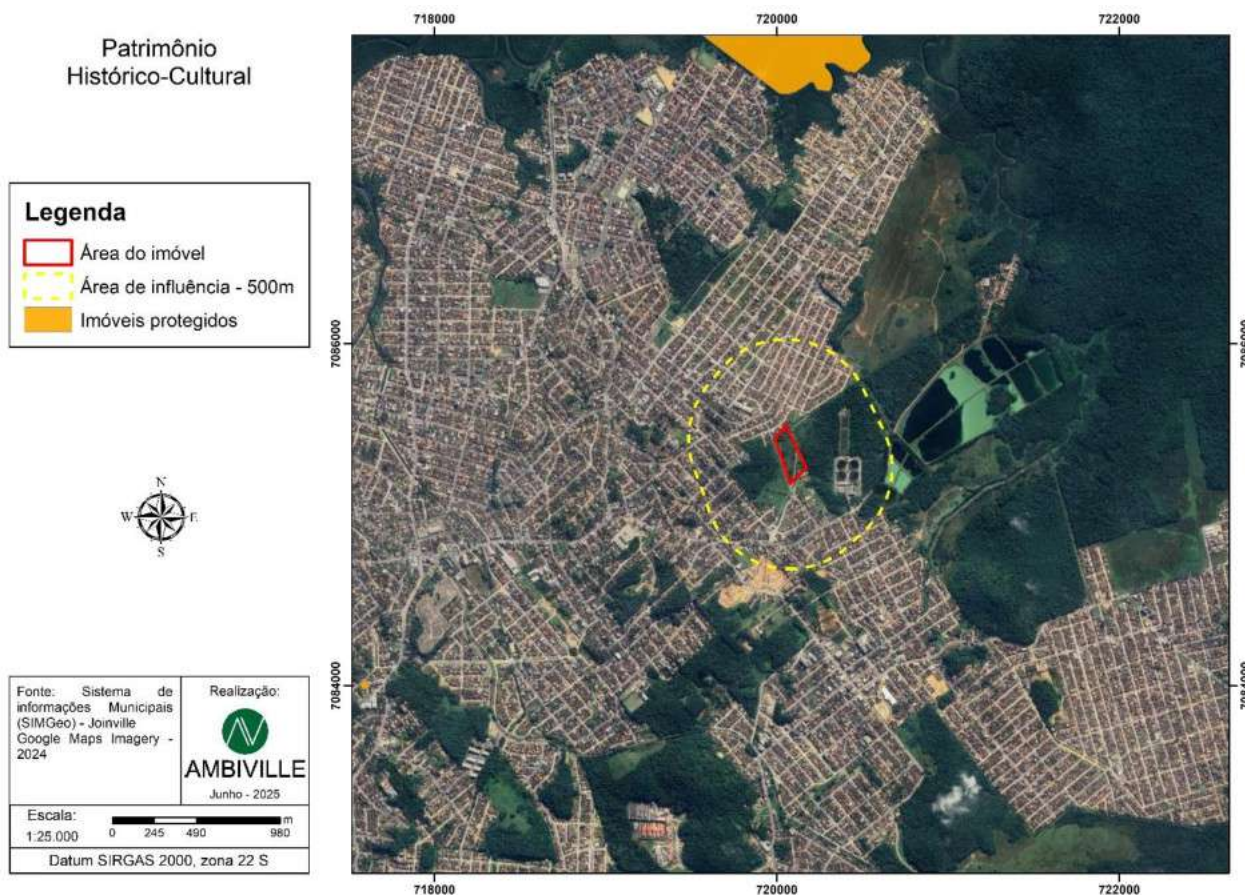 Patrimônio
Histórico-Cultural
Legenda
Área do imóvel
Área de influência - 500m
Imóveis protegidos
N
W E
S
Fonte: Sistema de
informações Municipais
(SIMGeo) - Joinville
Google Maps Imagery -
2024
Realização:
AMBIVILLE
Junho - 2025
Escala:
1:25.000
0 245 490 980 m
Datum SIRGAS 2000, zona 22 S
718000 720000 722000
7086000 7086000
7084000 7084000
718000 720000 722000